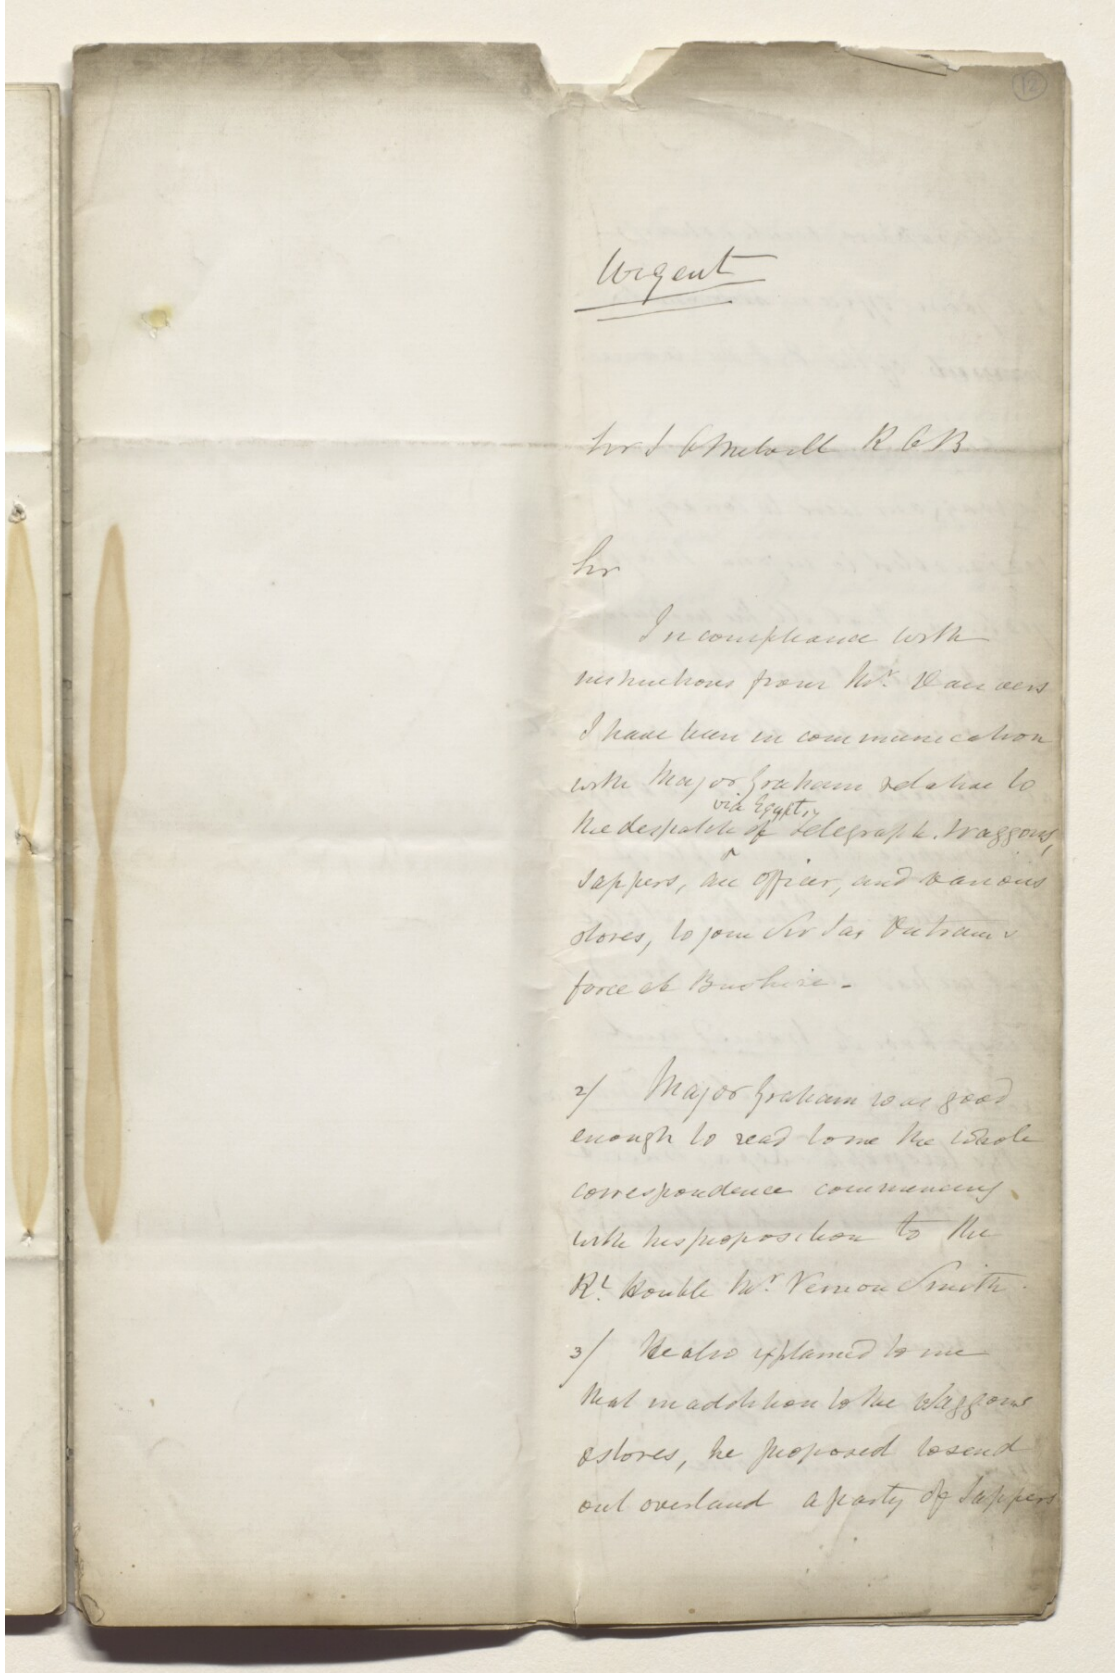 12
Urgent
Sir J C Melvill K C B
Sir
In compliance with
instructions from Mr. Danvers
I have been in communication
with Major Graham relative to
via Egypt,
the despatch of telegraph Waggons,
Sappers, an officer, and various
stores, to join Sir Jas Outram's
force at Bushire -
2/ Major Graham was good
enough to read to me the whole
correspondence commencing
with his proposition to the
Rt. Honble Mr. Vernon Smith
3/ He also explained to me
that in addition to the Waggons
& stores, he proposed to send
out overland a party of Sappers